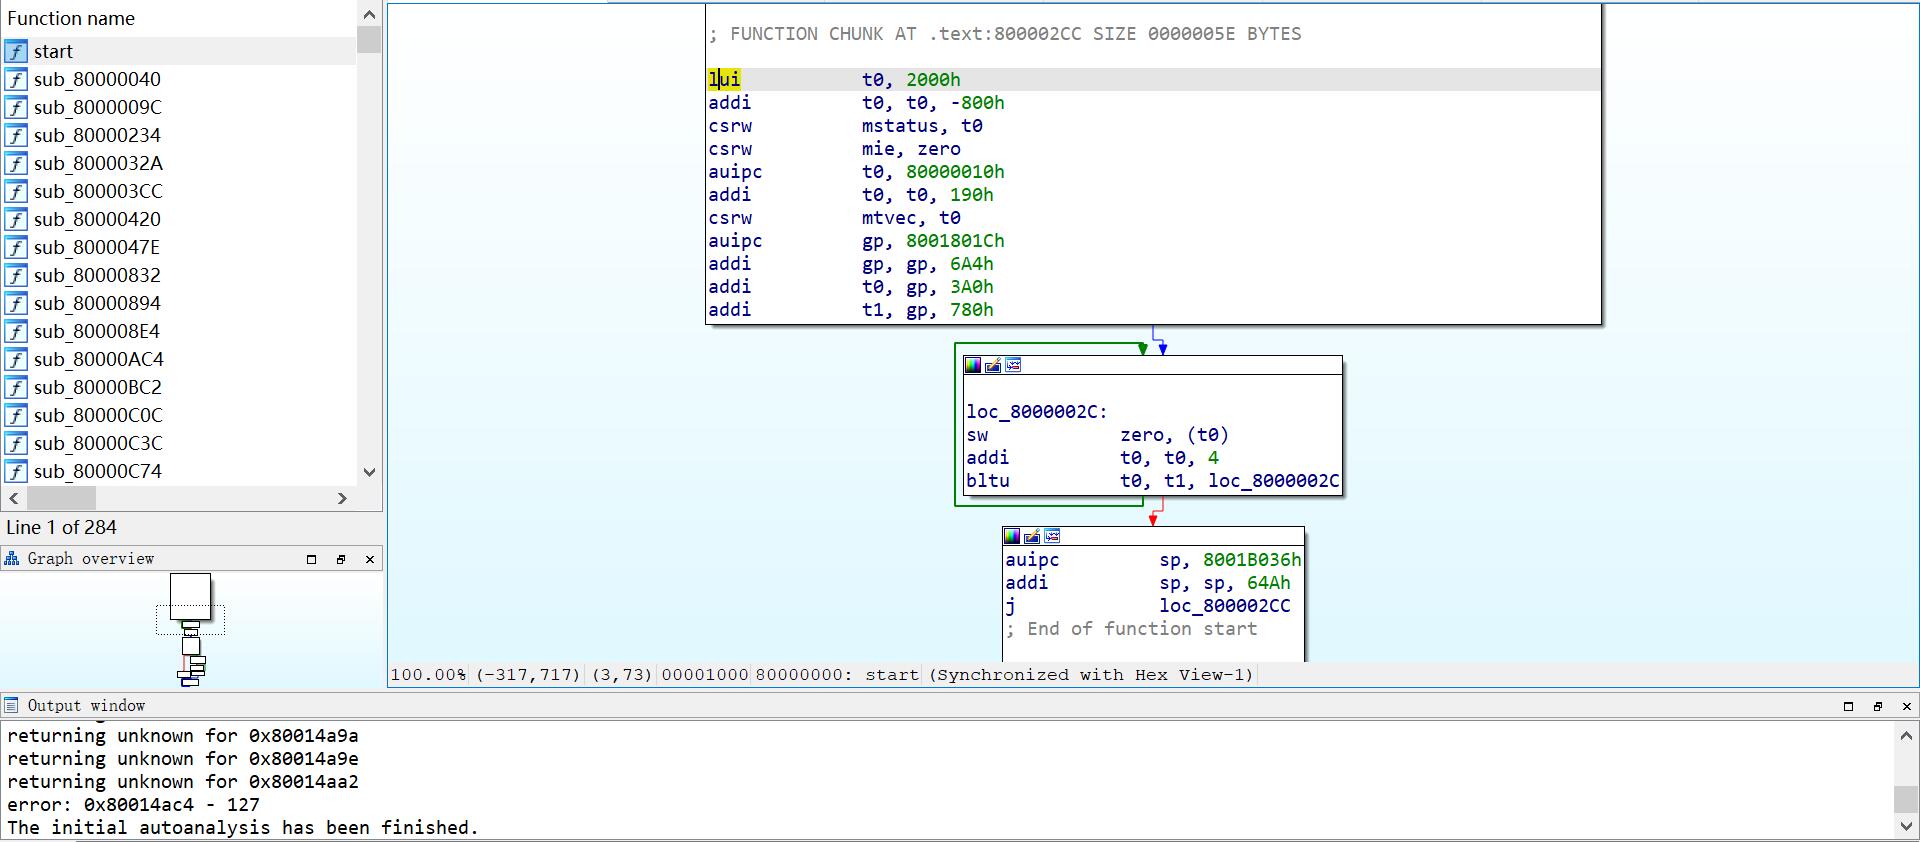 Function name
start
sub_80000040
sub_8000009C
sub_80000234
sub_8000032A
sub_800003CC
sub_80000420
sub_8000047E
sub_80000832
sub_80000894
sub_800008E4
sub_80000AC4
sub_80000BC2
sub_80000C0C
sub_80000C3C
sub_80000C74
Line 1 of 284
Graph overview
; FUNCTION CHUNK AT .text:800002CC SIZE 0000005E BYTES
lui t0, 2000h
addi t0, t0, -800h
csrw mstatus, t0
csrw mie, zero
auipc t0, 80000010h
addi t0, t0, 190h
csrw mtvec, t0
auipc gp, 8001801Ch
addi gp, gp, 6A4h
addi t0, gp, 3A0h
addi t1, gp, 780h
loc_8000002C:
sw zero, (t0)
addi t0, t0, 4
bltu t0, t1, loc_8000002C
auipc sp, 8001B036h
addi sp, sp, 64Ah
j loc_800002CC
; End of function start
100.00% (-317,717) (3,73) 00001000 80000000: start (Synchronized with Hex View-1)
Output window
returning unknown for 0x80014a9a
returning unknown for 0x80014a9e
returning unknown for 0x80014aa2
error: 0x80014ac4 - 127
The initial autoanalysis has been finished.